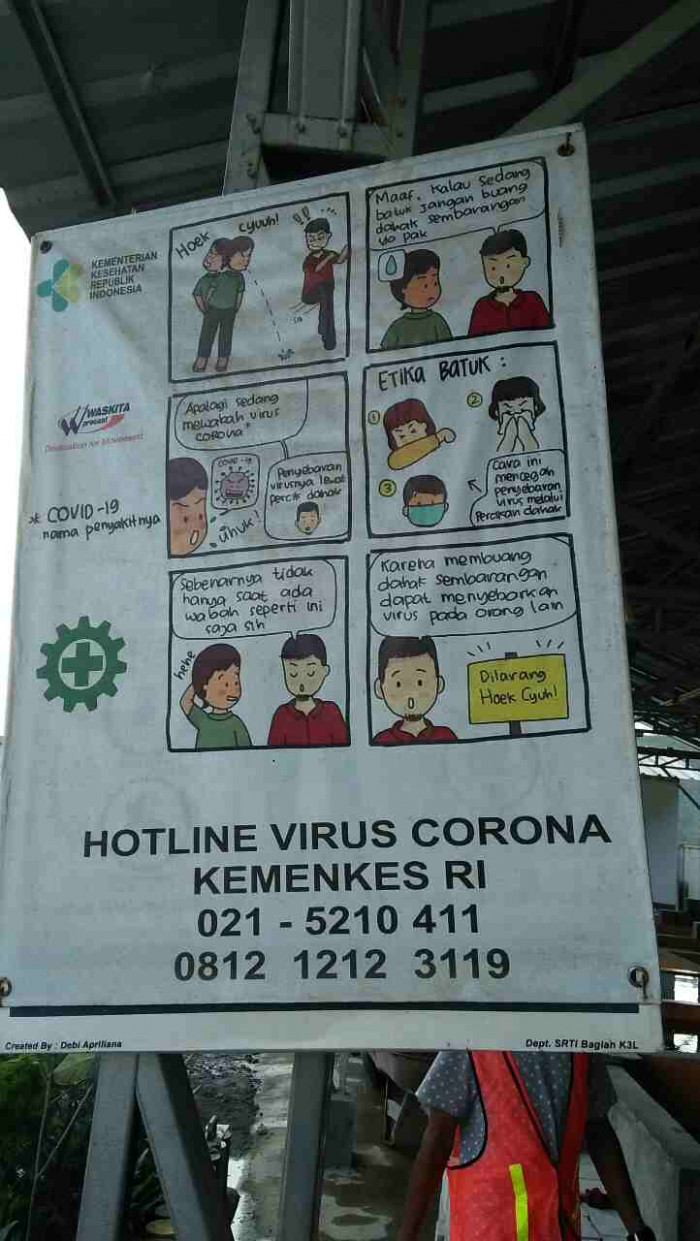 KEMENTERIAN
KESEHATAN
REPUBLIK
INDONESIA
Hoek
cyuuh!
!!
Maaf, kalau sedang
batuk jangan buang
dahak sembarangan
ya pak
WASKITA
precast
Dedication for Movement
* COVID-19
nama penyakitnya
Apalagi sedang
mewabah virus
corona*
COVID-19
Penyebaran
virusnya lewat
percik dahak
uhuk!
ETIKA BATUK :
1
2
3
Cara ini
mencegah
penyebaran
virus melalui
percikan dahak
Sebenarnya tidak
hanya saat ada
wabah seperti ini
saja sih
hehe
Karena membuang
dahak sembarangan
dapat menyebarkan
virus pada orang lain
Dilarang
Hoek Cyuh!
HOTLINE VIRUS CORONA
KEMENKES RI
021 - 5210 411
0812 1212 3119
Created By : Debi Apriliana
Dept. SRTI Bagian K3L